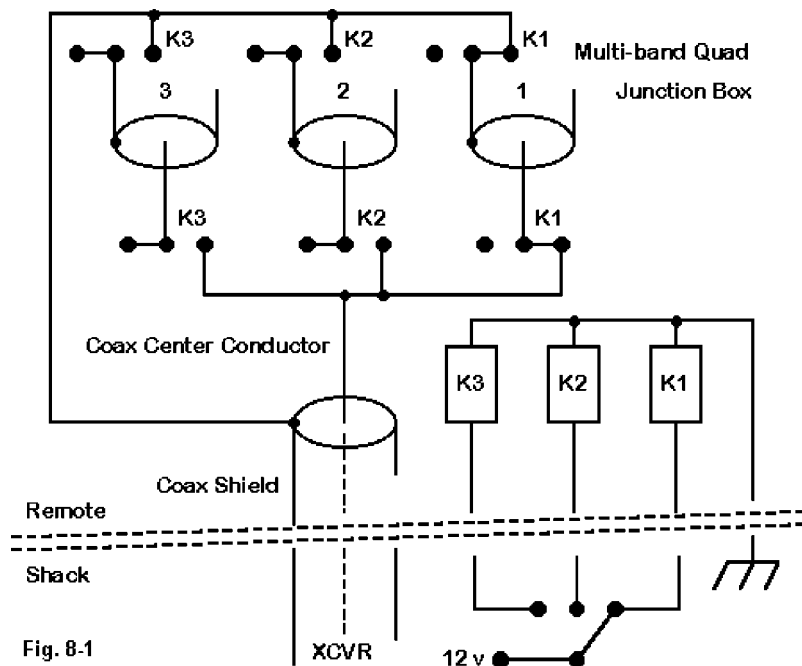 K3 K2 K1 Multi-band Quad
3 2 1 Junction Box
K3 K2 K1
Coax Center Conductor
K3 K2 K1
Coax Shield
Remote
Shack
Fig. 8-1 XCVR 12 v